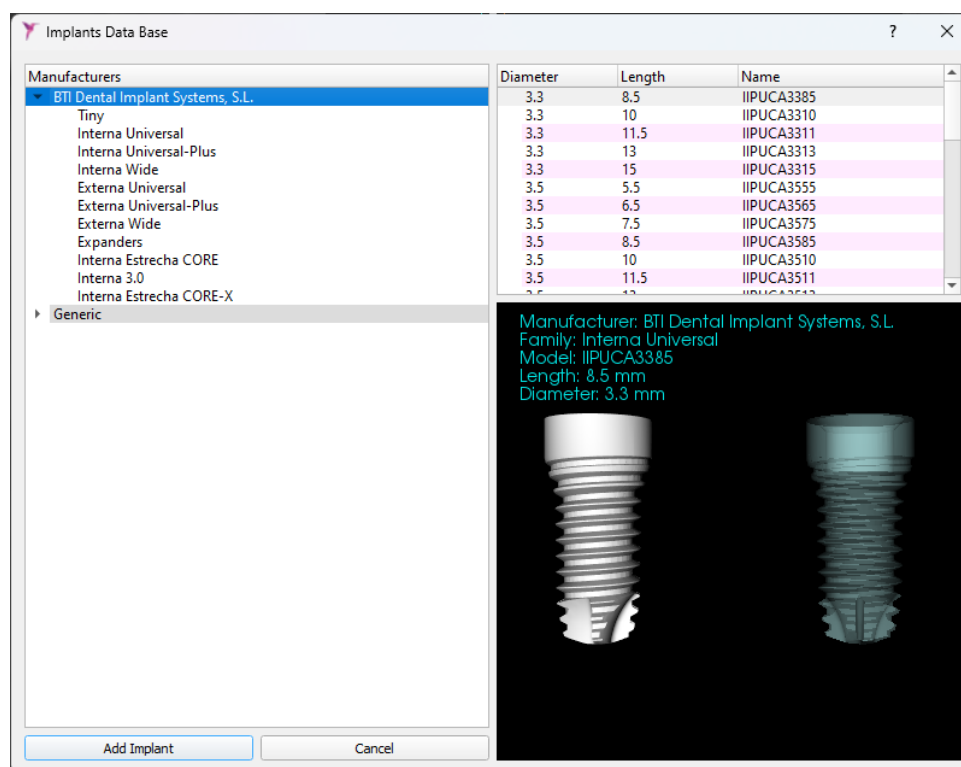 Implants Data Base
?
Manufacturers
BTI Dental Implant Systems, S.L.
Tiny
Interna Universal
Interna Universal-Plus
Interna Wide
Externa Universal
Externa Universal-Plus
Externa Wide
Expanders
Interna Estrecha CORE
Interna 3.0
Interna Estrecha CORE-X
Generic
Diameter Length Name
3.3 8.5 IIPUCA3385
3.3 10 IIPUCA3310
3.3 11.5 IIPUCA3311
3.3 13 IIPUCA3313
3.3 15 IIPUCA3315
3.5 5.5 IIPUCA3555
3.5 6.5 IIPUCA3565
3.5 7.5 IIPUCA3575
3.5 8.5 IIPUCA3585
3.5 10 IIPUCA3510
3.5 11.5 IIPUCA3511
Manufacturer: BTI Dental Implant Systems, S.L.
Family: Interna Universal
Model: IIPUCA3385
Length: 8.5 mm
Diameter: 3.3 mm
Add Implant
Cancel